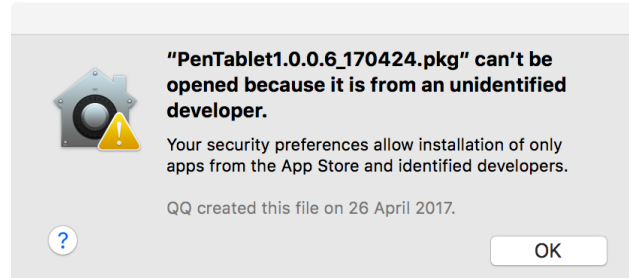 “PenTablet1.0.0.6_170424.pkg” can’t be
opened because it is from an unidentified
developer.
Your security preferences allow installation of only
apps from the App Store and identified developers.
QQ created this file on 26 April 2017.
?
OK